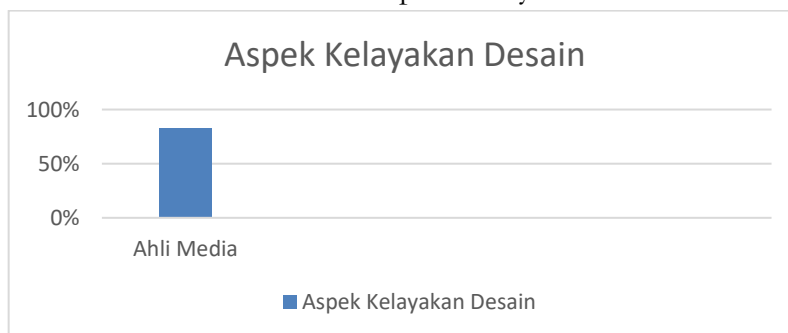 Aspek Kelayakan Desain
100%
50%
0%
Ahli Media
Aspek Kelayakan Desain